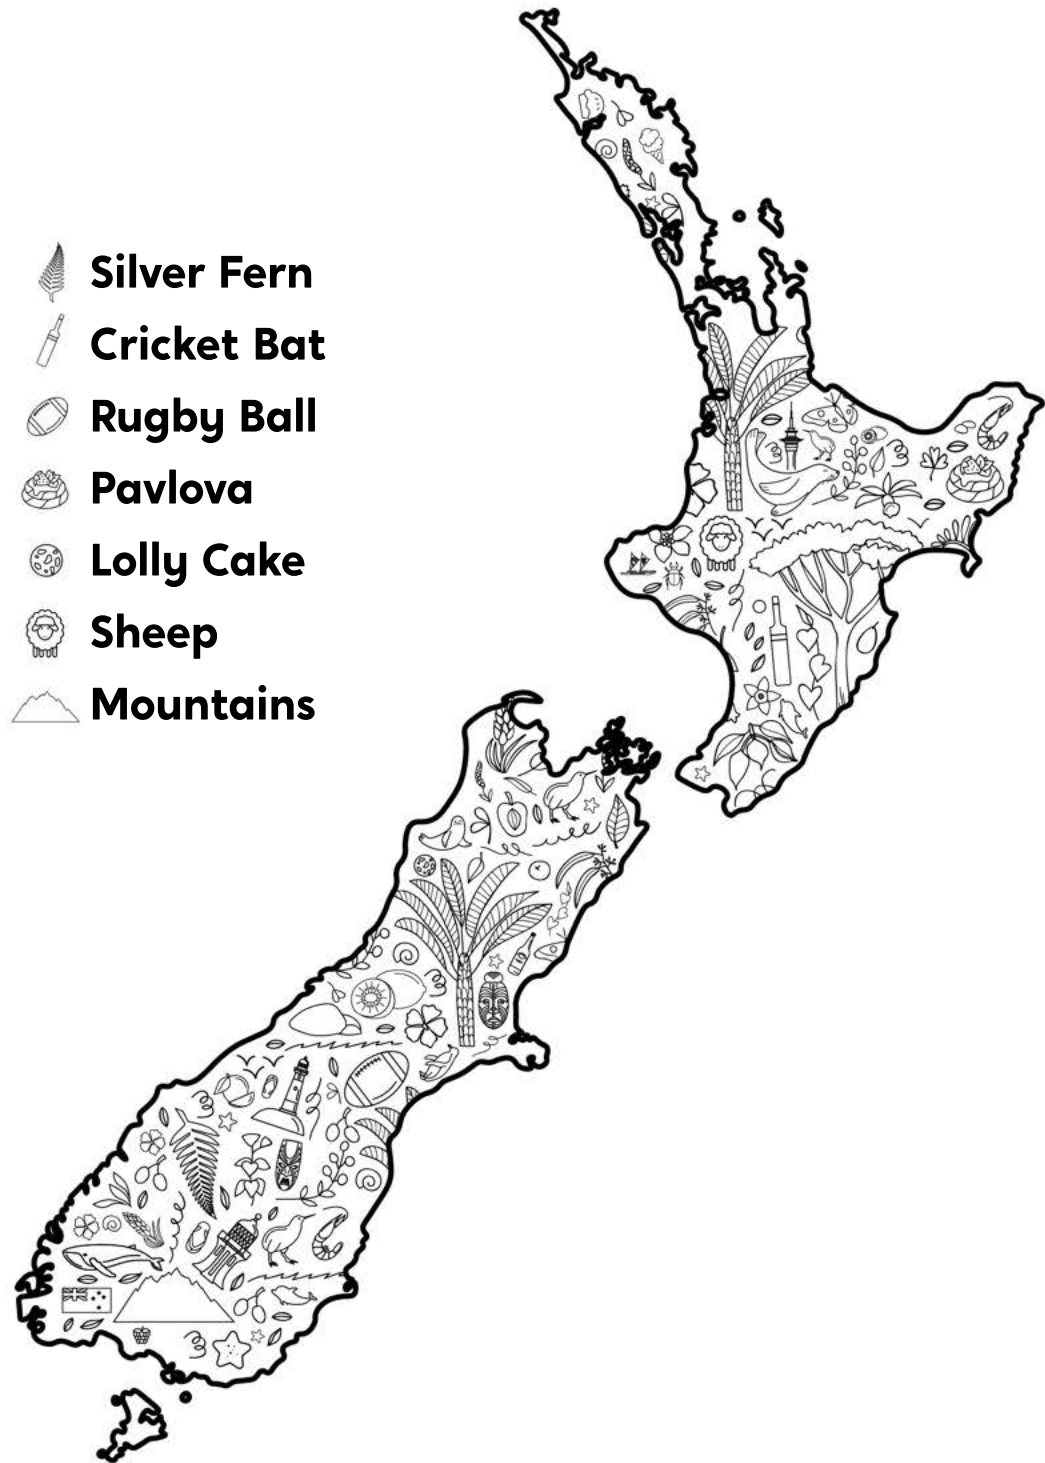 Silver Fern
Cricket Bat
Rugby Ball
Pavlova
Lolly Cake
Sheep
Mountains